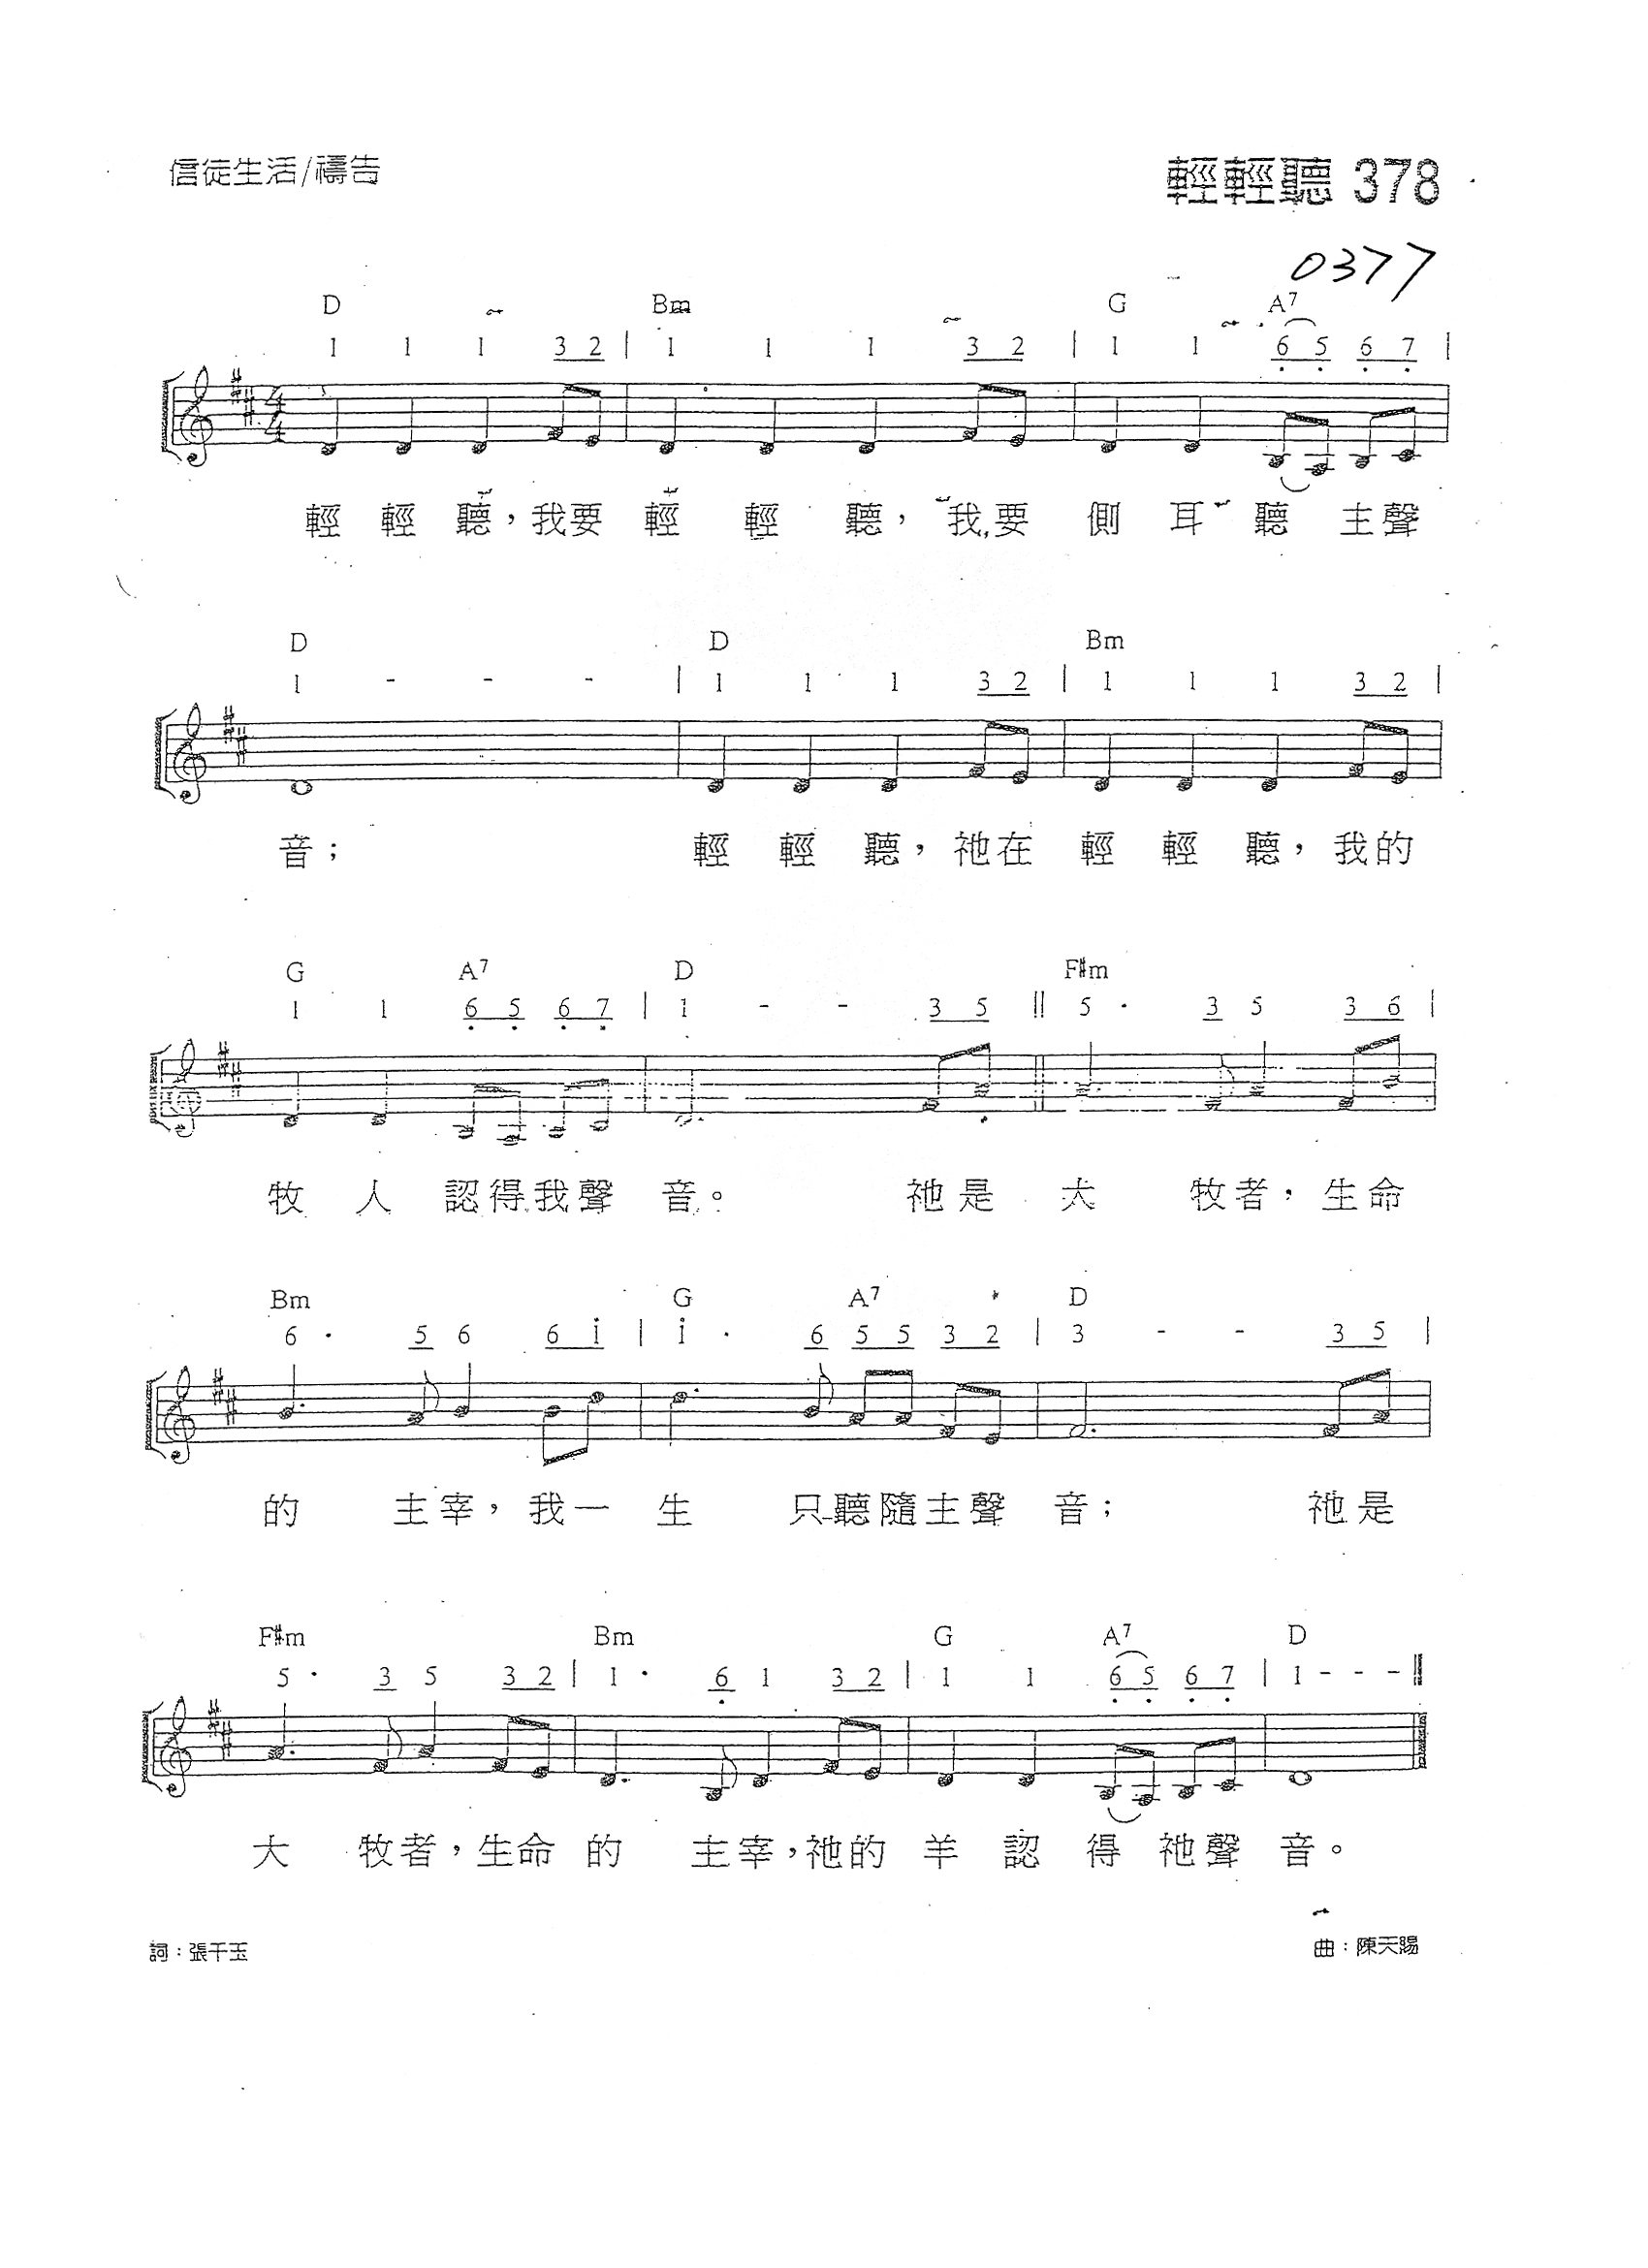 信徒生活/禱告
輕輕聽 378
0377
D Bm G A7
1 1 1 3 2 | 1 1 1 3 2 | 1 1 6 5 6 7 |
4
4
輕輕聽，我要輕輕聽，我要側耳聽主聲
D D Bm
1 - - - | 1 1 1 3 2 | 1 1 1 3 2 |
音； 輕輕聽，祂在輕輕聽，我的
G A7 D F#m
1 1 6 5 6 7 | 1 - - 3 5 || 5 · 3 5 3 6 |
牧人認得我聲音。 祂是大牧者，生命
Bm G A7 D
6 · 5 6 6 i | i · 6 5 5 3 2 | 3 - - 3 5 |
的主宰，我一生只聽隨主聲音； 祂是
F#m Bm G A7 D
5 · 3 5 3 2 | 1 · 6 1 3 2 | 1 1 6 5 6 7 | 1 - - - ||
大牧者，生命的主宰，祂的羊認得祂聲音。
詞：張干玉
曲：陳天賜